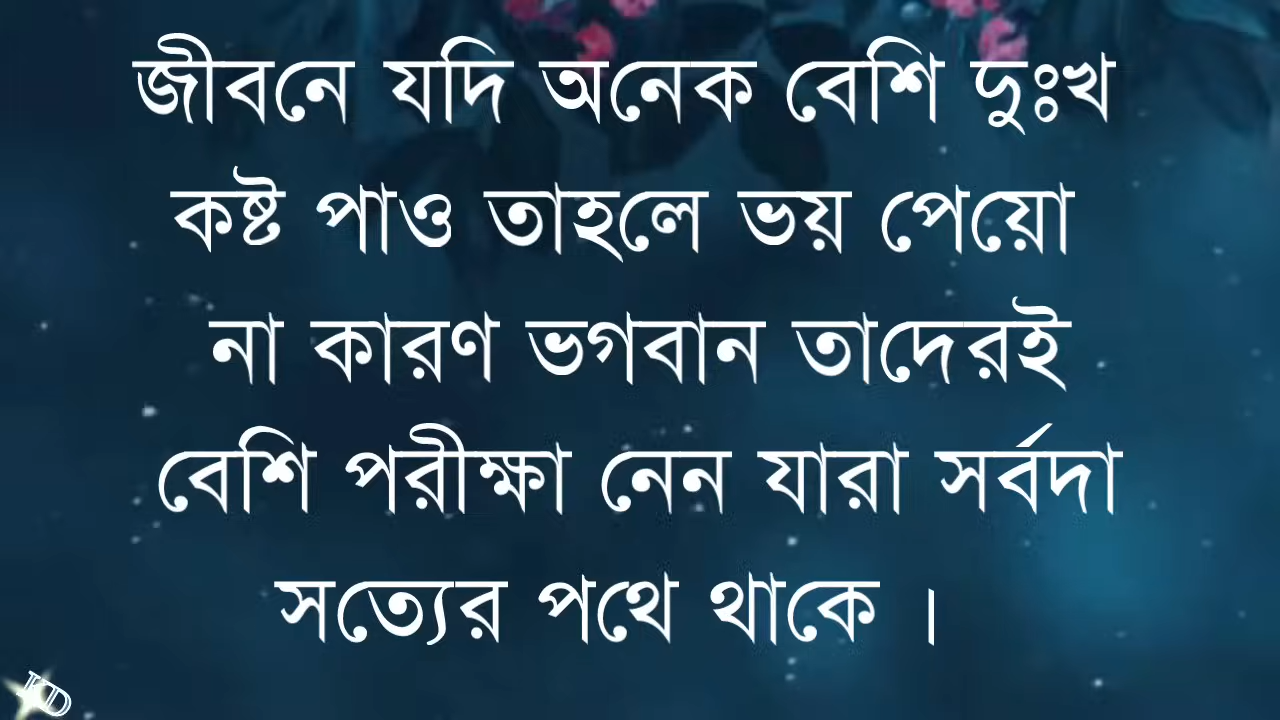 জীবনে যদি অনেক বেশি দুঃখ
কষ্ট পাও তাহলে ভয় পেয়ো
না কারণ ভগবান তাদেরই
বেশি পরীক্ষা নেন যারা সর্বদা
সত্যের পথে থাকে ।